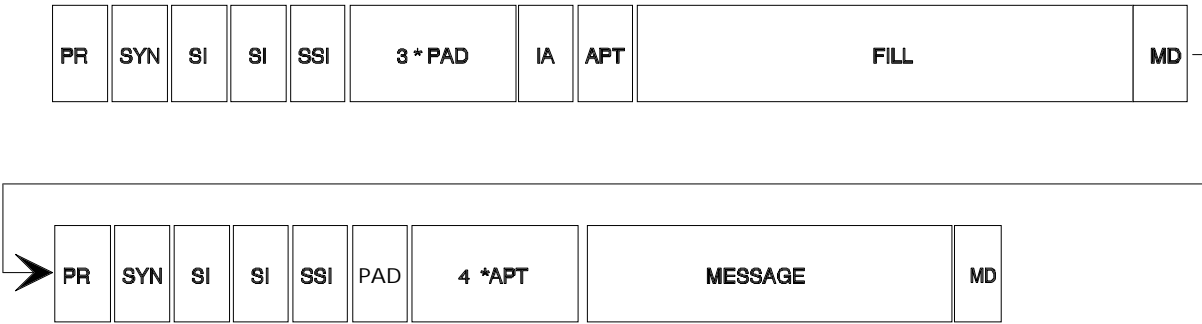 PR SYN SI SI SSI 3 * PAD IA APT FILL MD
PR SYN SI SI SSI PAD 4 *APT MESSAGE MD